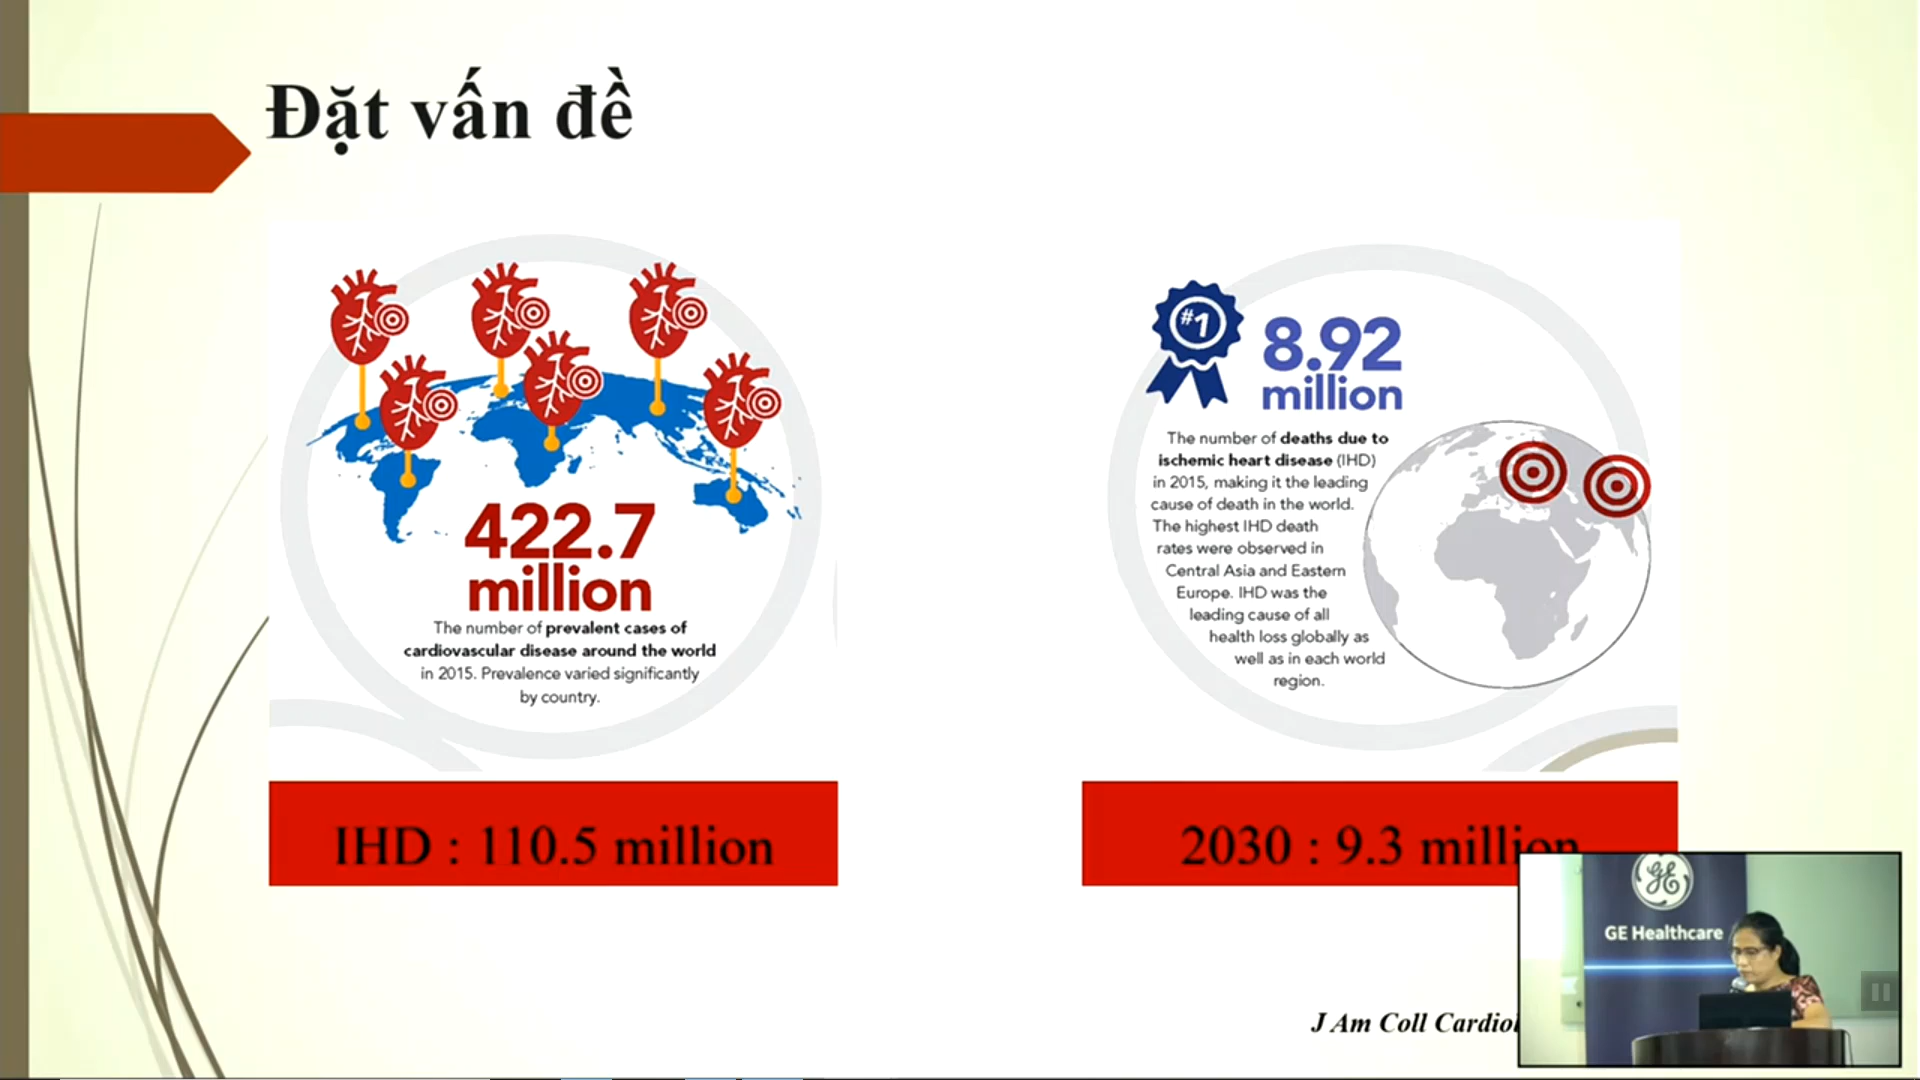 Đặt vấn đề
422.7
million
The number of prevalent cases of
cardiovascular disease around the world
in 2015. Prevalence varied significantly
by country.
IHD : 110.5 million
#1
8.92
million
The number of deaths due to
ischemic heart disease (IHD)
in 2015, making it the leading
cause of death in the world.
The highest IHD death
rates were observed in
Central Asia and Eastern
Europe. IHD was the
leading cause of all
health loss globally as
well as in each world
region.
2030 : 9.3 million
J Am Coll Cardiol
GE Healthcare